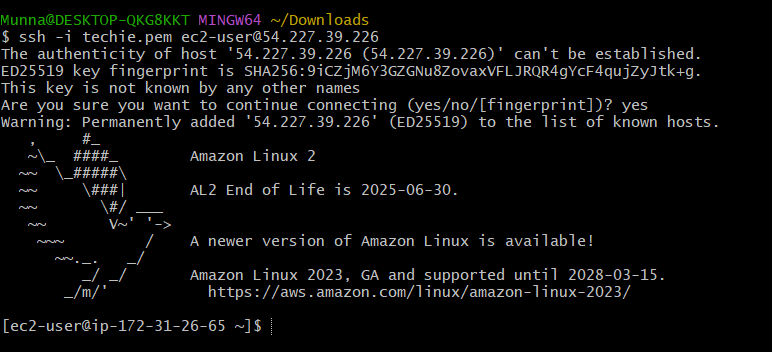 Munna@DESKTOP-QKG8KKT MINGW64 ~/Downloads
$ ssh -i techie.pem ec2-user@54.227.39.226
The authenticity of host '54.227.39.226 (54.227.39.226)' can't be established.
ED25519 key fingerprint is SHA256:9iCZjM6Y3GZGNu8ZovaxVFLJRQR4gYcF4qujZyJtk+g.
This key is not known by any other names
Are you sure you want to continue connecting (yes/no/[fingerprint])? yes
Warning: Permanently added '54.227.39.226' (ED25519) to the list of known hosts.
   ,     #_
   ~\_  ####_        Amazon Linux 2
  ~~  \_#####\
  ~~     \###|       AL2 End of Life is 2025-06-30.
  ~~       \#/ ___
   ~~       V~' '->
    ~~~         /    A newer version of Amazon Linux is available!
      ~~._.   _/
         _/ _/       Amazon Linux 2023, GA and supported until 2028-03-15.
       _/m/'           https://aws.amazon.com/linux/amazon-linux-2023/
[ec2-user@ip-172-31-26-65 ~]$